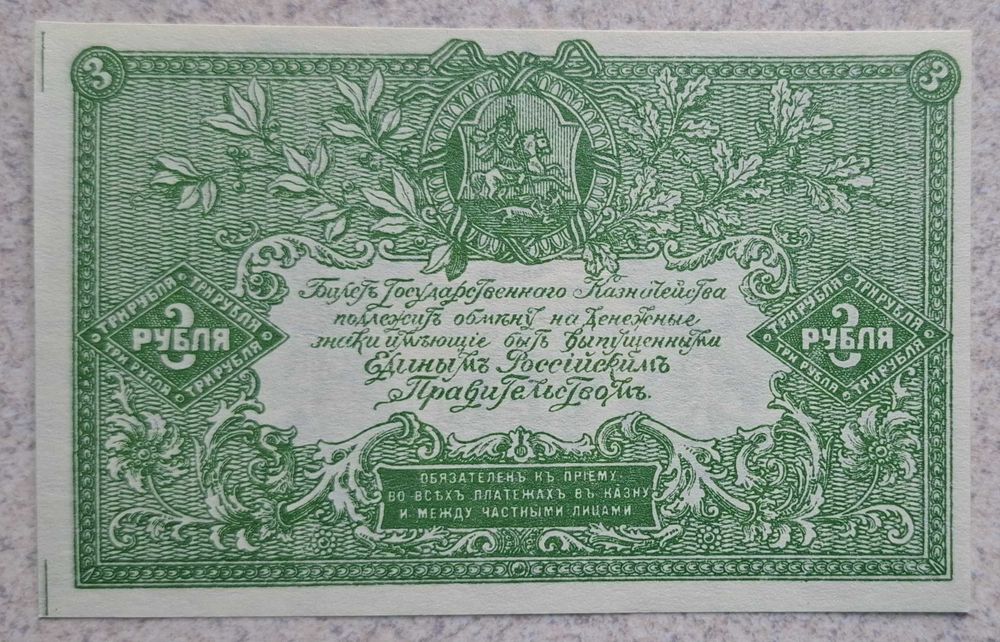 3 3
Билетъ Государственнаго Казначейства
подлежитъ обмѣну на денежные
знаки имѣющіе быть выпущенными
Единымъ Россійскимъ
Правительствомъ.
ТРИ РУБЛЯ ТРИ РУБЛЯ
3 РУБЛЯ
ТРИ РУБЛЯ ТРИ РУБЛЯ
ТРИ РУБЛЯ ТРИ РУБЛЯ
3 РУБЛЯ
ТРИ РУБЛЯ ТРИ РУБЛЯ
ОБЯЗАТЕЛЕНЪ КЪ ПРІЕМУ
ВО ВСѢХЪ ПЛАТЕЖАХЪ ВЪ КАЗНУ
И МЕЖДУ ЧАСТНЫМИ ЛИЦАМИ